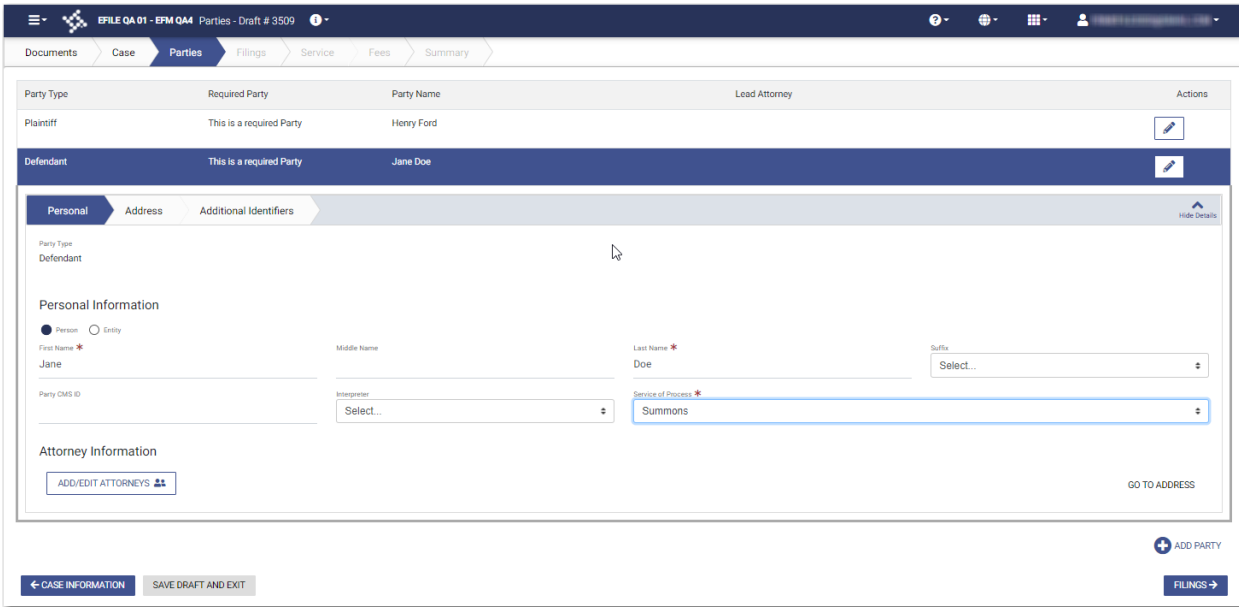 EFILE QA 01 - EFM QA4 Parties - Draft # 3509
Documents Case Parties Filings Service Fees Summary
Party Type Required Party Party Name Lead Attorney Actions
Plaintiff This is a required Party Henry Ford
Defendant This is a required Party Jane Doe
Personal Address Additional Identifiers Hide Details
Party Type
Defendant
Personal Information
Person Entity
First Name * Middle Name Last Name * Suffix
Jane Doe Select...
Party CMS ID Interpreter Service of Process *
Select... Summons
Attorney Information
ADD/EDIT ATTORNEYS GO TO ADDRESS
ADD PARTY
← CASE INFORMATION SAVE DRAFT AND EXIT FILINGS →